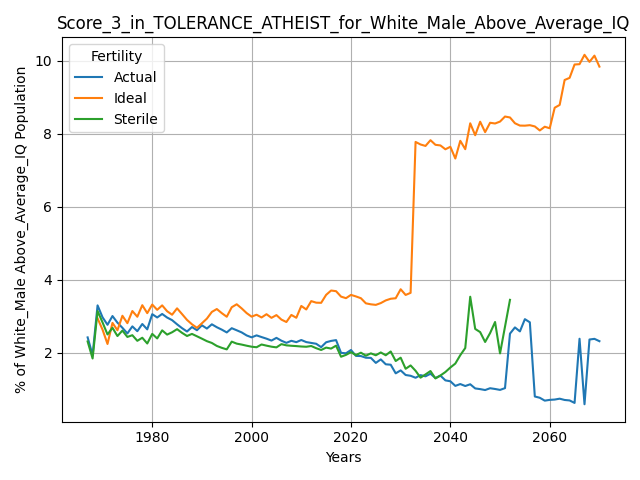 Score_3_in_TOLERANCE_ATHEIST_for_White_Male_Above_Average_IQ
% of White_Male Above_Average_IQ Population
10
8
6
4
2
Fertility
Actual
Ideal
Sterile
1980
2000
2020
2040
2060
Years